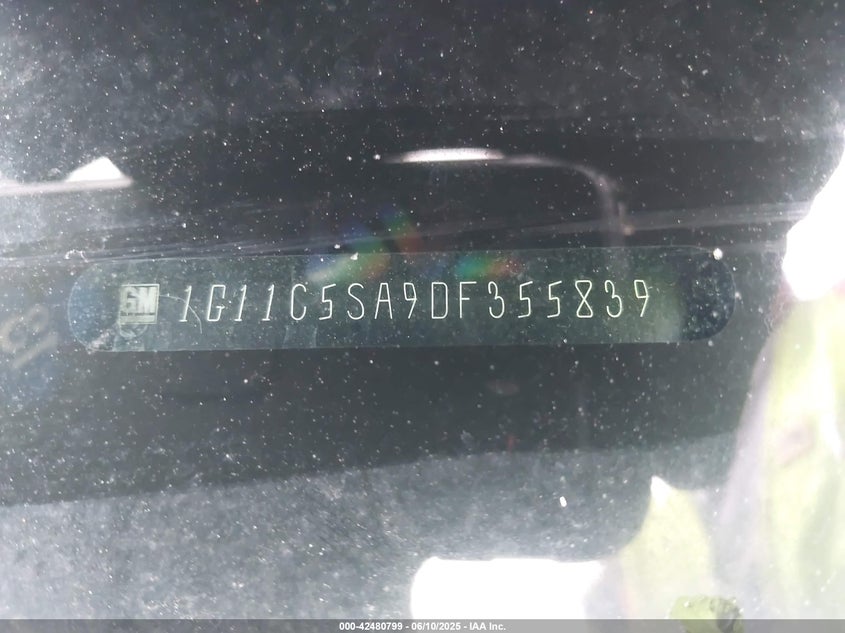 GM 1G11C5SA9DF355839
000-42480799 - 06/10/2025 - IAA Inc.